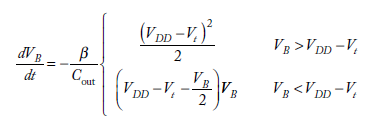 dV_B/dt = -β/C_out { (V_DD – V_t)^2/2    V_B > V_DD – V_t
(V_DD – V_t – V_B/2)V_B    V_B < V_DD – V_t